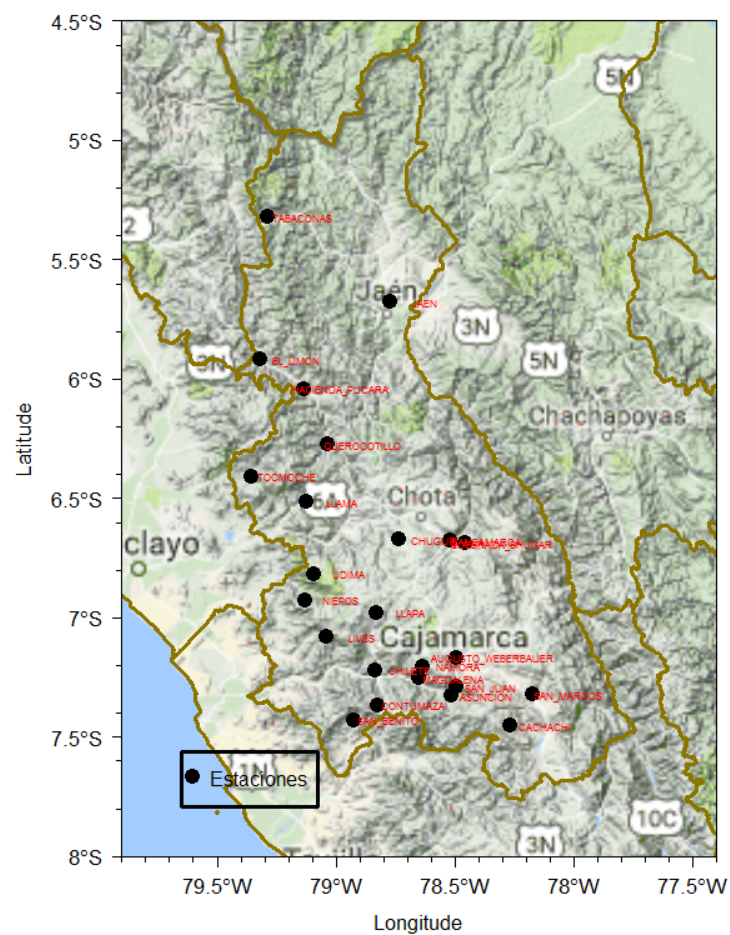 4.5°S
5N
5°S
2
TABACONAS
5.5°S
Jaén
JAEN
3N
EL_LIMON
5N
6°S
HACIENDA_PUCARA
Chachapoyas
QUEROCOTILLO
TOCMOCHE
6.5°S
LLAMA
Chota
clayo
CHUGUR
UDIMA
NIEPOS
LLAPA
7°S
LIVES
Cajamarca
AUGUSTO_WEBERBAUER
NAMORA
CHILETE
MAGDALENA
SAN_JUAN
ASUNCION
SAN_MARCOS
CONTUMAZA
SAN_BENITO
CACHACHI
7.5°S
1N
Estaciones
10C
3N
8°S
79.5°W
79°W
78.5°W
78°W
77.5°W
Longitude
Latitude